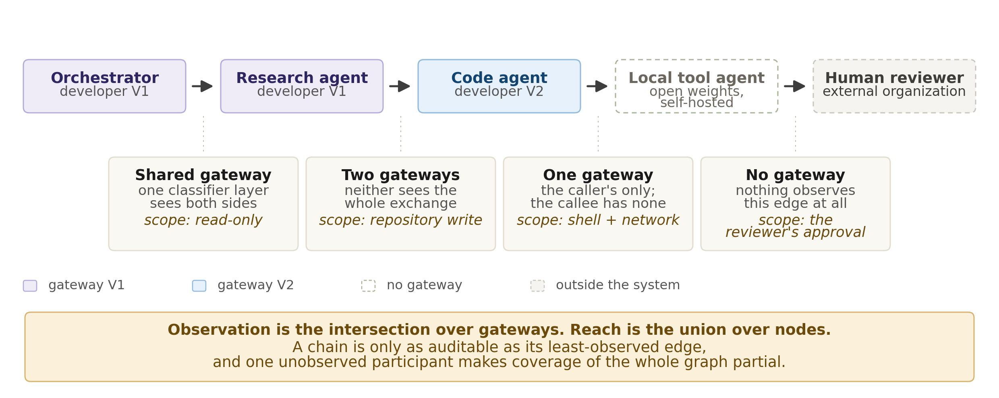 Orchestrator
developer V1
Research agent
developer V1
Code agent
developer V2
Local tool agent
open weights,
self-hosted
Human reviewer
external organization
Shared gateway
one classifier layer
sees both sides
scope: read-only
Two gateways
neither sees the
whole exchange
scope: repository write
One gateway
the caller's only;
the callee has none
scope: shell + network
No gateway
nothing observes
this edge at all
scope: the
reviewer's approval
gateway V1
gateway V2
no gateway
outside the system
Observation is the intersection over gateways. Reach is the union over nodes.
A chain is only as auditable as its least-observed edge,
and one unobserved participant makes coverage of the whole graph partial.